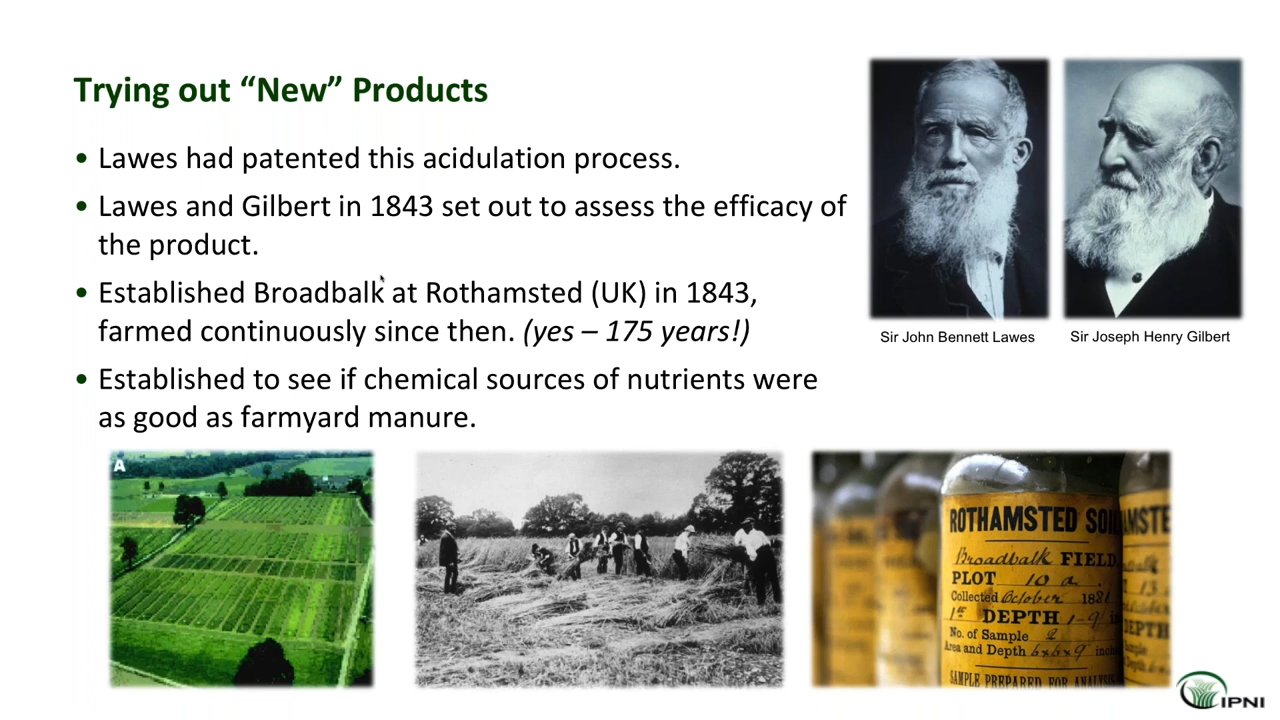 Trying out “New” Products
• Lawes had patented this acidulation process.
• Lawes and Gilbert in 1843 set out to assess the efficacy of
the product.
• Established Broadbalk at Rothamsted (UK) in 1843,
farmed continuously since then. (yes – 175 years!)
• Established to see if chemical sources of nutrients were
as good as farmyard manure.
Sir John Bennett Lawes
Sir Joseph Henry Gilbert
A
ROTHAMSTED SOIL
Broadbalk FIELD
PLOT 10 a
Collected October 1881
DEPTH 1-9
No. of Sample 2
Area and Depth 6x6x9 inch
SAMPLE PREPARED FOR ANALYSIS
AMSTE
13
DEPTH
IPNI